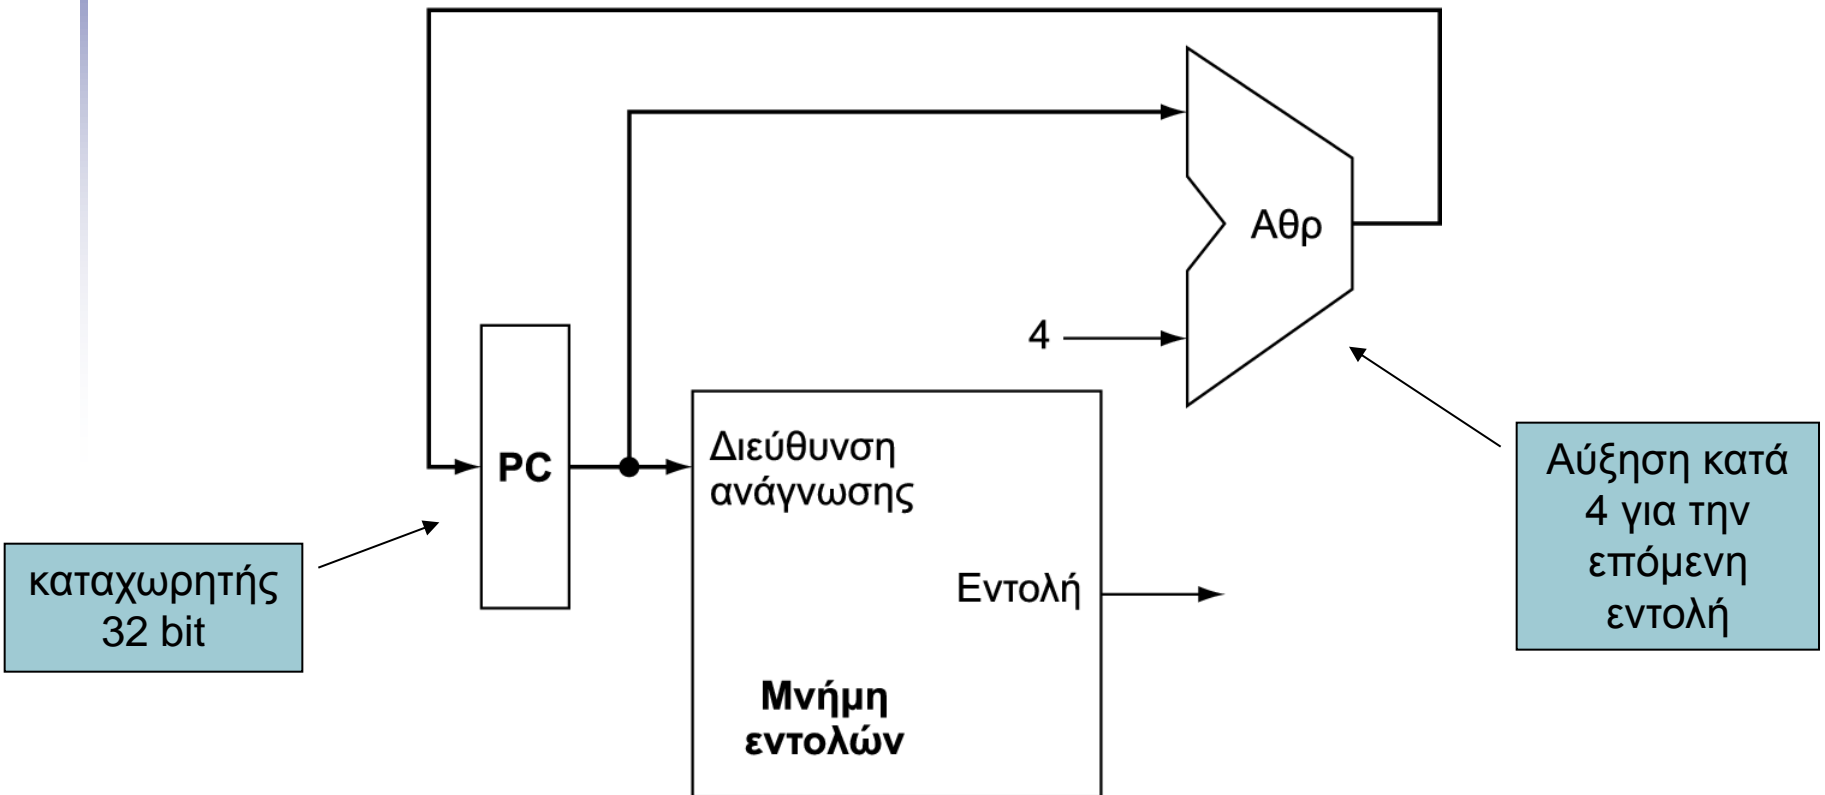 Αθρ
4
PC
Διεύθυνση
ανάγνωσης
Αύξηση κατά
4 για την
επόμενη
εντολή
καταχωρητής
32 bit
Εντολή
Μνήμη
εντολών